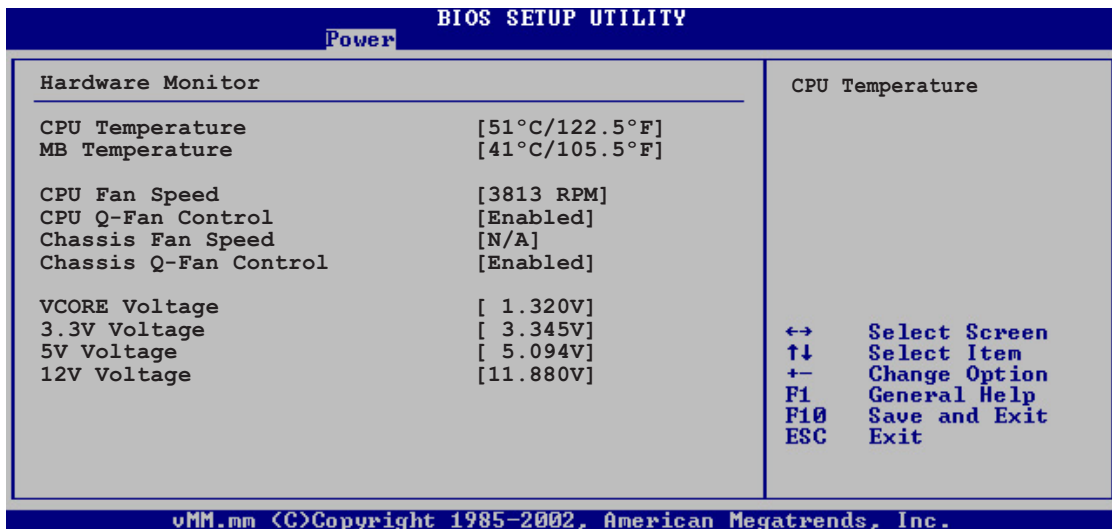 BIOS SETUP UTILITY
Power
Hardware Monitor
CPU Temperature [51°C/122.5°F]
MB Temperature [41°C/105.5°F]
CPU Fan Speed [3813 RPM]
CPU Q-Fan Control [Enabled]
Chassis Fan Speed [N/A]
Chassis Q-Fan Control [Enabled]
VCORE Voltage [ 1.320V]
3.3V Voltage [ 3.345V]
5V Voltage [ 5.094V]
12V Voltage [11.880V]
CPU Temperature
←→ Select Screen
↑↓ Select Item
+- Change Option
F1 General Help
F10 Save and Exit
ESC Exit
vMM.mm (C)Copyright 1985-2002, American Megatrends, Inc.